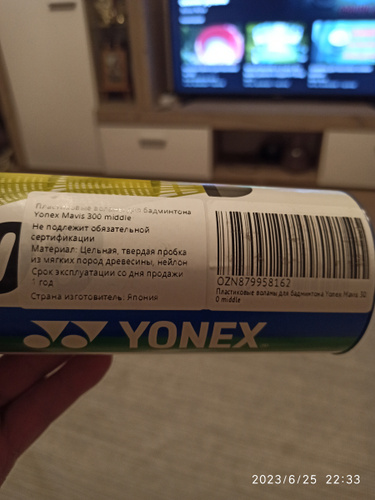 Пластиковые воланы для бадминтона
Yonex Mavis 300 middle
Не подлежит обязательной
сертификации
Материал: Цельная, твердая пробка
из мягких пород древесины, нейлон
Срок эксплуатации со дня продажи
1 год
Страна изготовитель: Япония
OZN879958162
Пластиковые воланы для бадминтона Yonex Mavis 30
0 middle
YONEX
2023/6/25 22:33